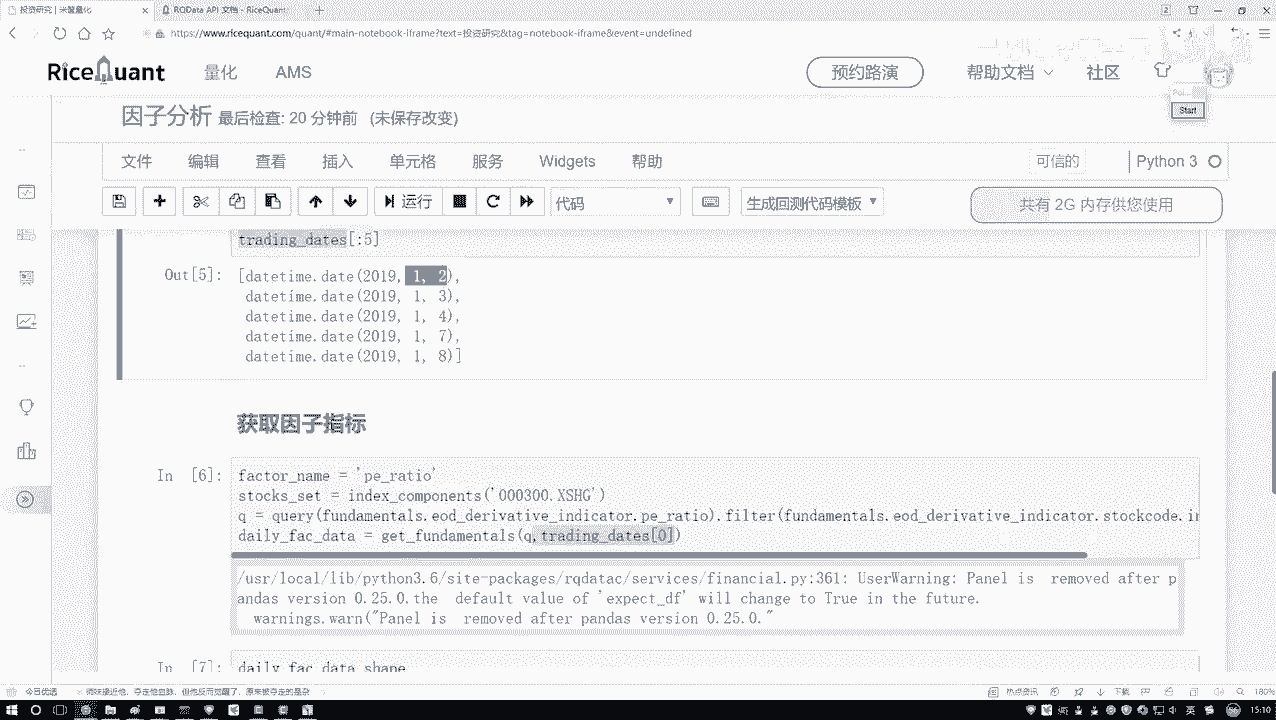 投资研究 | 米筐量化
RQData API 文档 - RiceQuant
https://www.ricequant.com/quant/#main-notebook-iframe?text=投资研究&tag=notebook-iframe&event=undefined
RiceQuant 量化 AMS 预约路演 帮助文档 社区
Start
因子分析 最后检查: 20 分钟前 (未保存改变)
文件 编辑 查看 插入 单元格 服务 Widgets 帮助 可信的 Python 3
运行 代码 生成回测代码模板 共有 2G 内存供您使用
trading_dates[:5]
Out[5]: [datetime.date(2019, 1, 2),
datetime.date(2019, 1, 3),
datetime.date(2019, 1, 4),
datetime.date(2019, 1, 7),
datetime.date(2019, 1, 8)]
获取因子指标
In [6]: factor_name = 'pe_ratio'
stocks_set = index_components('000300.XSHG')
q = query(fundamentals.eod_derivative_indicator.pe_ratio).filter(fundamentals.eod_derivative_indicator.stockcode.in
daily_fac_data = get_fundamentals(q,trading_dates[0])
/usr/local/lib/python3.6/site-packages/rqdatac/services/financial.py:361: UserWarning: Panel is  removed after p
andas version 0.25.0.the  default value of 'expect_df' will change to True in the future.
warnings.warn("Panel is  removed after pandas version 0.25.0."
In [7]: daily_fac_data.shape
今日优选
热点资讯 下载 180%
英 15:10